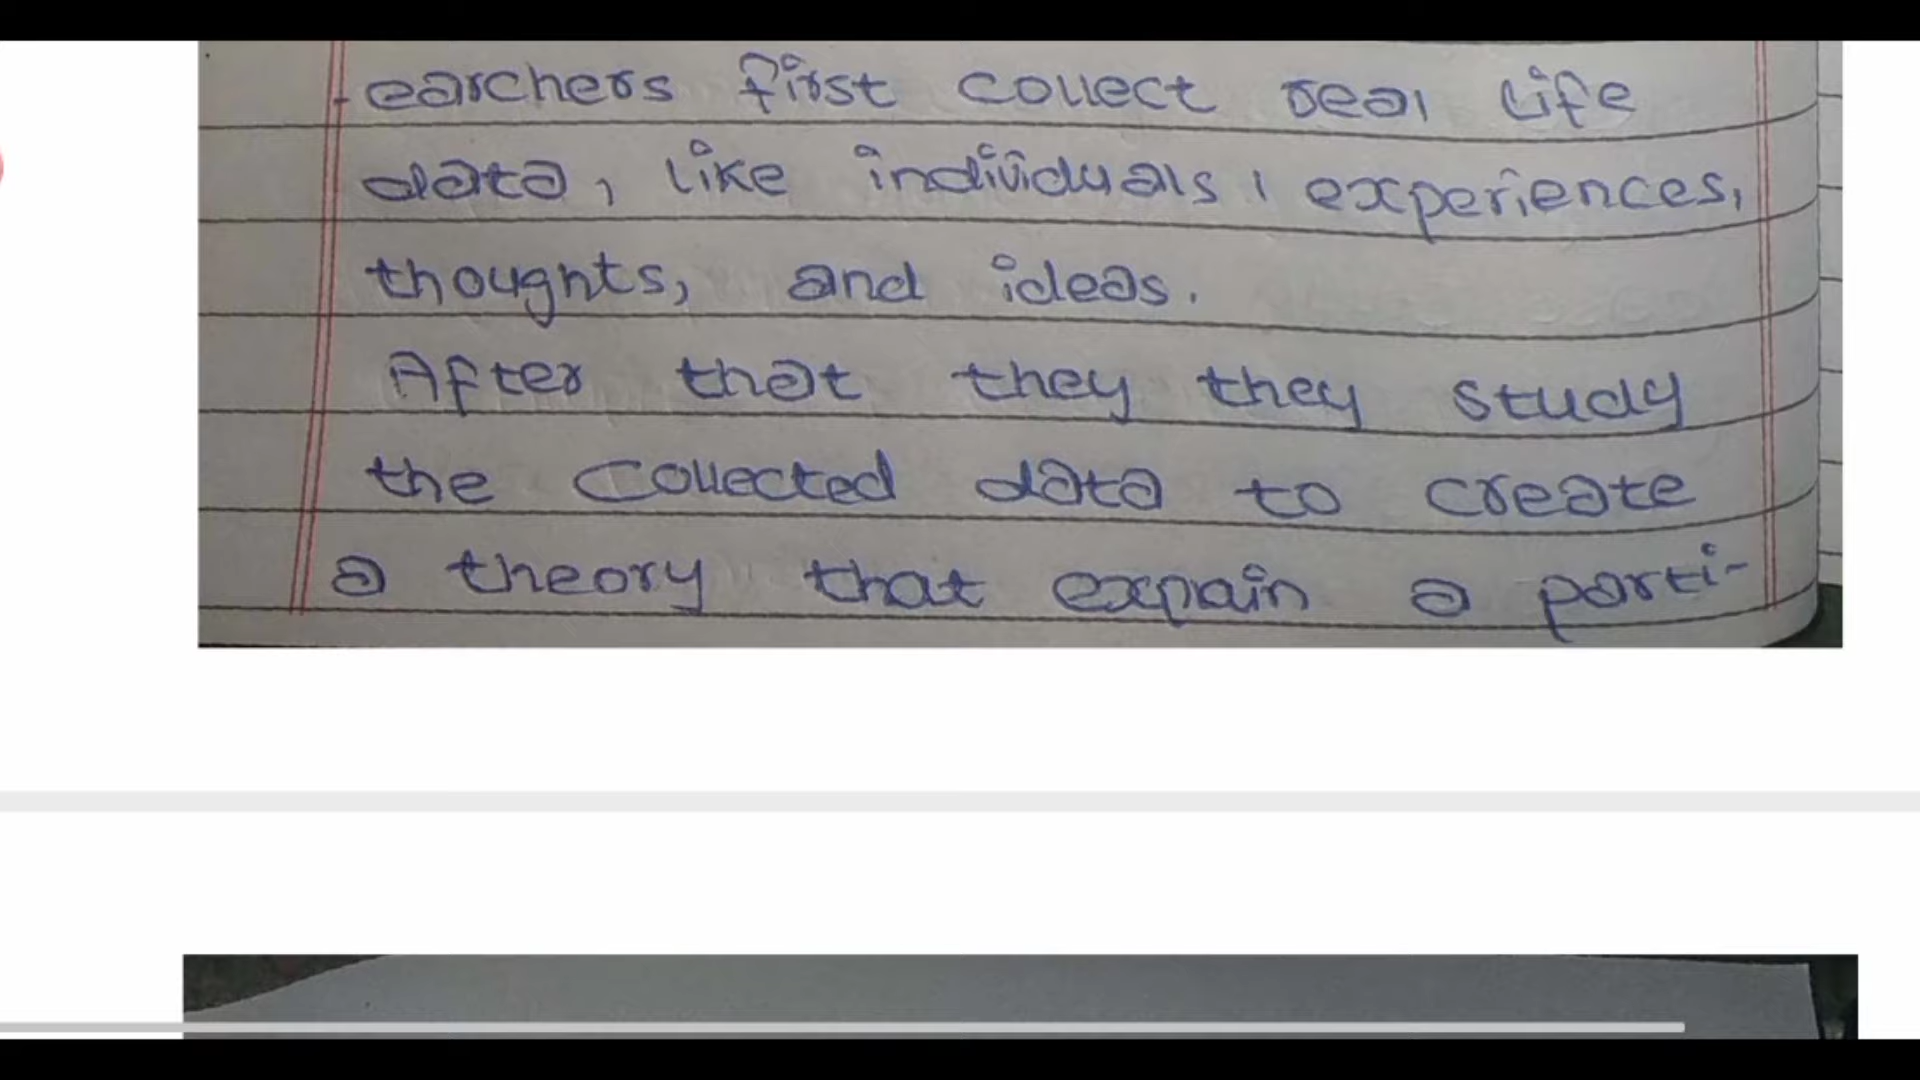 -earchers first collect real life
data, like individuals, experiences,
thoughts, and ideas.
After that they they study
the collected data to create
a theory that expain a parti-